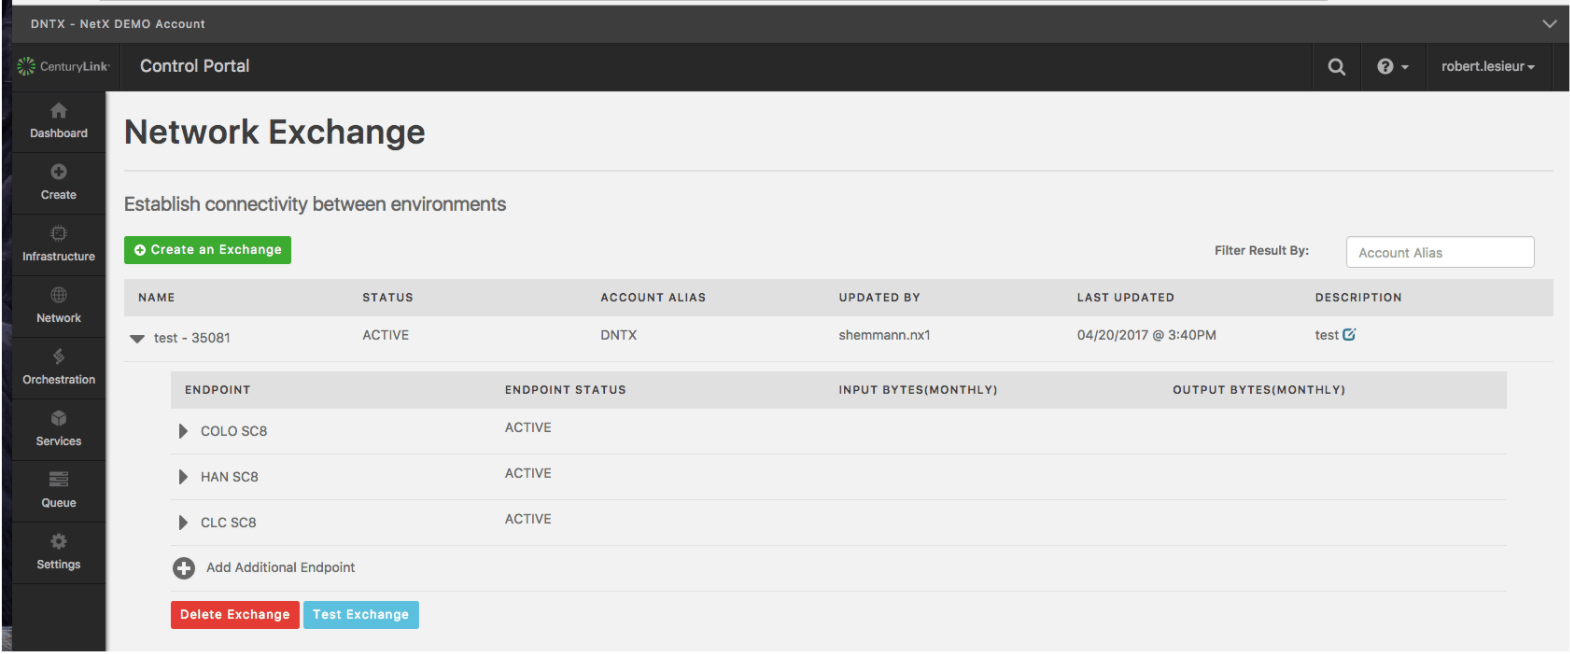 DNTX - NetX DEMO Account
CenturyLink Control Portal robert.lesieur
Dashboard
Create
Infrastructure
Network
Orchestration
Services
Queue
Settings
Network Exchange
Establish connectivity between environments
Create an Exchange Filter Result By: Account Alias
NAME STATUS ACCOUNT ALIAS UPDATED BY LAST UPDATED DESCRIPTION
test - 35081 ACTIVE DNTX shemmann.nx1 04/20/2017 @ 3:40PM test
ENDPOINT ENDPOINT STATUS INPUT BYTES(MONTHLY) OUTPUT BYTES(MONTHLY)
COLO SC8 ACTIVE
HAN SC8 ACTIVE
CLC SC8 ACTIVE
Add Additional Endpoint
Delete Exchange Test Exchange